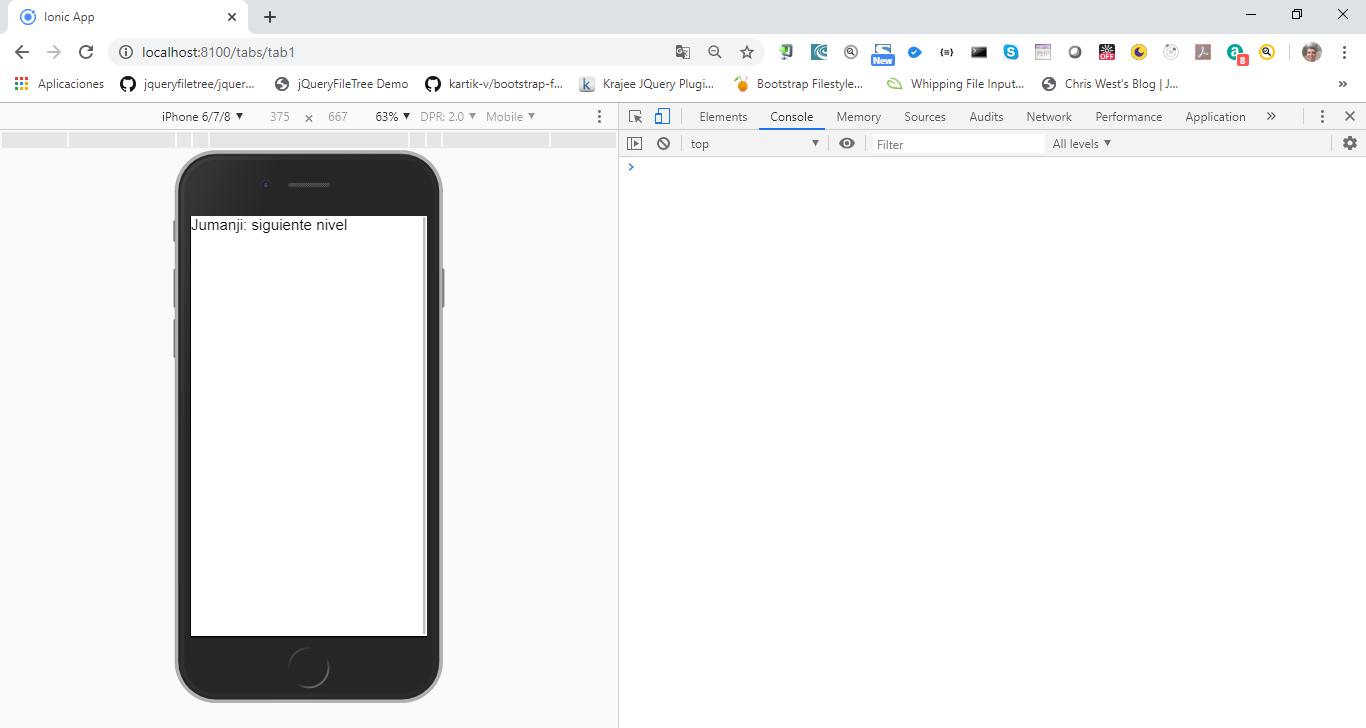 Ionic App
localhost:8100/tabs/tab1
New
OFF
8
Aplicaciones
jqueryfiletree/jquer...
jQueryFileTree Demo
kartik-v/bootstrap-f...
Krajee JQuery Plugi...
Bootstrap Filestyle...
Whipping File Input...
Chris West's Blog | J...
iPhone 6/7/8 ▼ 375 × 667 63% ▼ DPR: 2.0 ▼ Mobile ▼
Elements Console Memory Sources Audits Network Performance Application »
top ▼ Filter All levels ▼
Jumanji: siguiente nivel